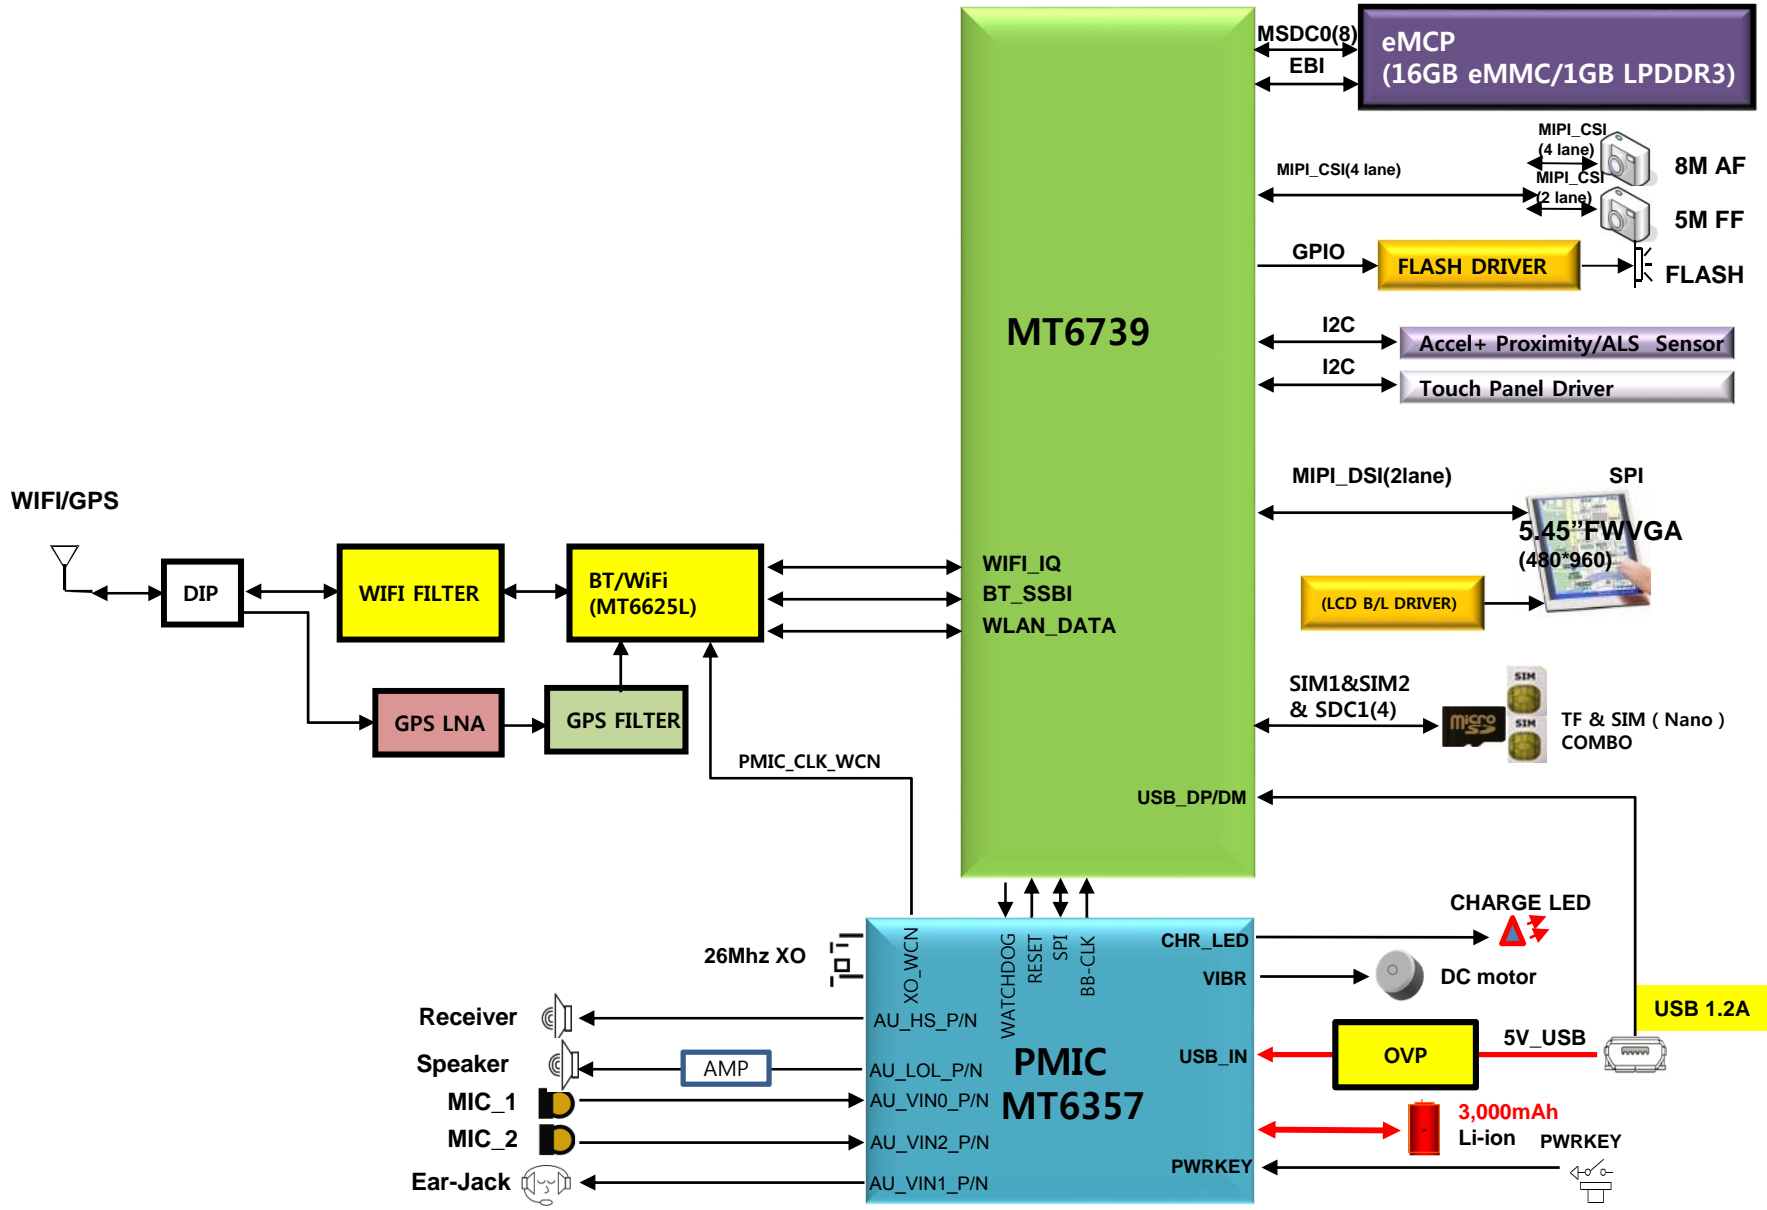 MSDC0(8)
EBI
eMCP
(16GB eMMC/1GB LPDDR3)
MIPI_CSI
(4 lane)
8M AF
MIPI_CSI(4 lane)
MIPI_CSI
(2 lane)
5M FF
GPIO
FLASH DRIVER
FLASH
MT6739
I2C
Accel+ Proximity/ALS Sensor
I2C
Touch Panel Driver
MIPI_DSI(2lane)
SPI
5.45”FWVGA
(480*960)
(LCD B/L DRIVER)
WIFI/GPS
DIP
WIFI FILTER
BT/WiFi
(MT6625L)
WIFI_IQ
BT_SSBI
WLAN_DATA
GPS LNA
GPS FILTER
SIM1&SIM2
& SDC1(4)
micro
SD
SIM
SIM
TF & SIM ( Nano )
COMBO
PMIC_CLK_WCN
USB_DP/DM
26Mhz XO
XO_WCN
WATCHDOG
RESET
SPI
BB-CLK
CHR_LED
CHARGE LED
VIBR
DC motor
Receiver
AU_HS_P/N
USB 1.2A
Speaker
AMP
AU_LOL_P/N
PMIC
MT6357
USB_IN
OVP
5V_USB
MIC_1
AU_VIN0_P/N
3,000mAh
Li-ion
MIC_2
AU_VIN2_P/N
PWRKEY
PWRKEY
Ear-Jack
AU_VIN1_P/N